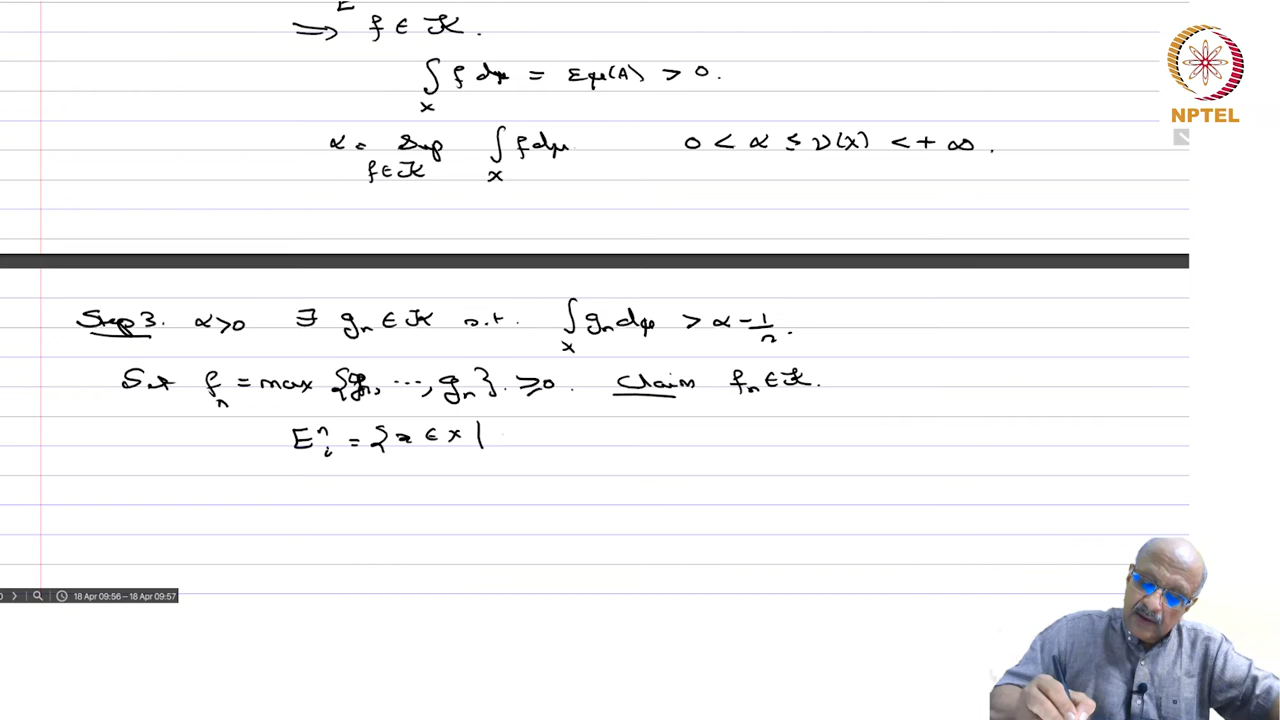 E
⟹ f ∈ 𝒦.
∫_X f dμ = εμ(A) > 0.
α = Sup_{f∈𝒦} ∫_X f dμ. 0 < α ≤ ν(X) < +∞.
Step 3. α>0 ∃ g_n ∈ 𝒦 s.t. ∫_X g_n dμ > α - 1/n.
Set f_n = max {g_1, ..., g_n}. ≥0. Claim f_n ∈ 𝒦.
E_i^n = {x ∈ X |
NPTEL
18 Apr 09:56 – 18 Apr 09:57